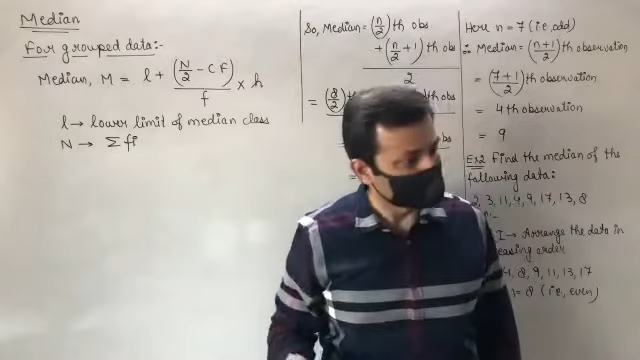 Median
For grouped data:-
Median, M = l + (N/2 - CF)/f × h
l → lower limit of median class
N → Σfi
So, Median = (n/2)th obs
+ (n/2 + 1)th obs
2
= (8/2)th
obs
=
Here n = 7 (i.e, odd)
∴ Median = (n+1/2)th observation
= (7+1/2)th observation
= 4th observation
= 9
Ex2 Find the median of the
following data:
2, 3, 11, 4, 9, 17, 13, 8
I → Arrange the data in
order
4, 8, 9, 11, 13, 17
n = 8 (i.e, even)